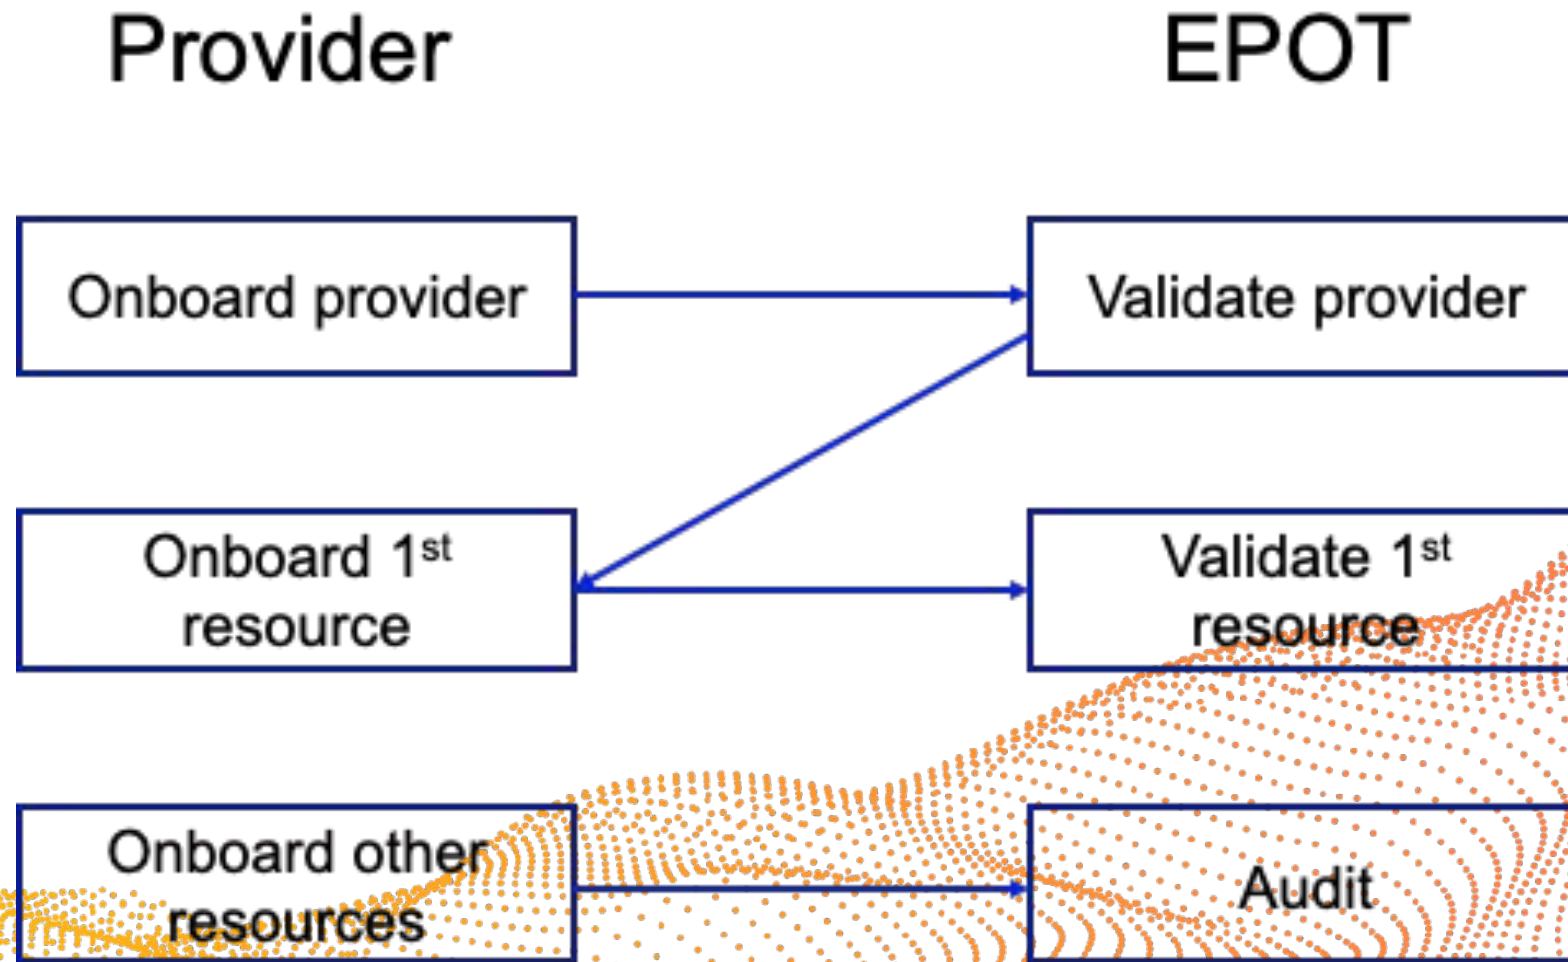 Provider
EPOT
Onboard provider
Validate provider
Onboard 1st
resource
Validate 1st
resource
Onboard other
resources
Audit